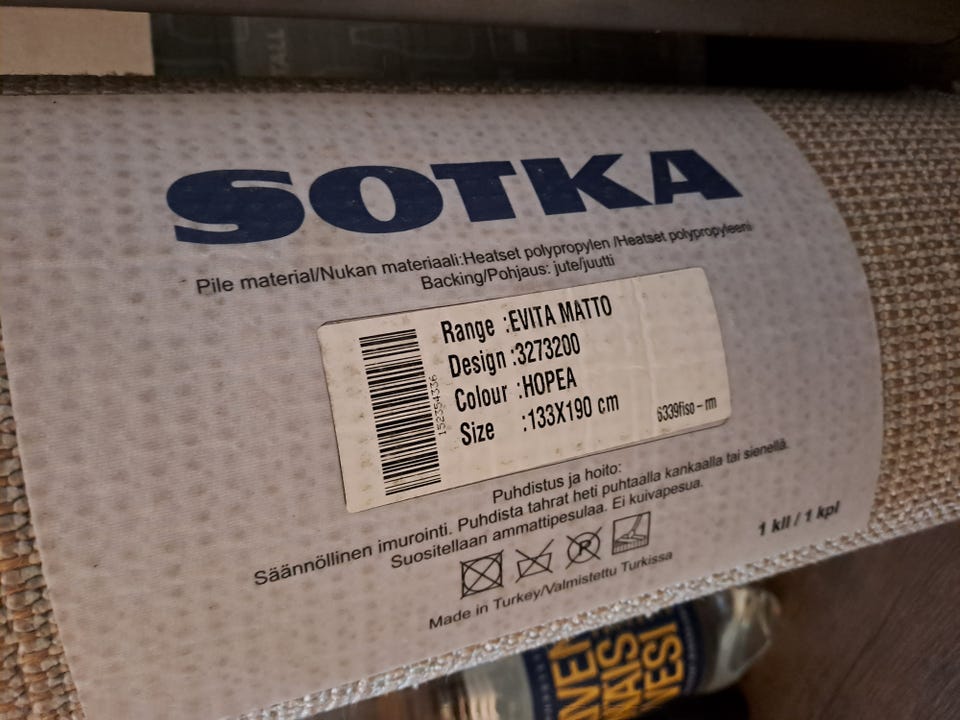 TALL
SOTKA
Pile material/Nukan materiaali:Heatset polypropylen /Heatset polypropyleeni
Backing/Pohjaus: jute/juutti
Range :EVITA MATTO
Design :3273200
Colour :HOPEA
Size :133X190 cm
6339fiso - rm
152354336
Puhdistus ja hoito:
Säännöllinen imurointi. Puhdista tahrat heti puhtaalla kankaalla tai sienellä.
Suositellaan ammattipesulaa. Ei kuivapesua.
P
1 kll / 1 kpl
Made in Turkey/Valmistettu Turkissa